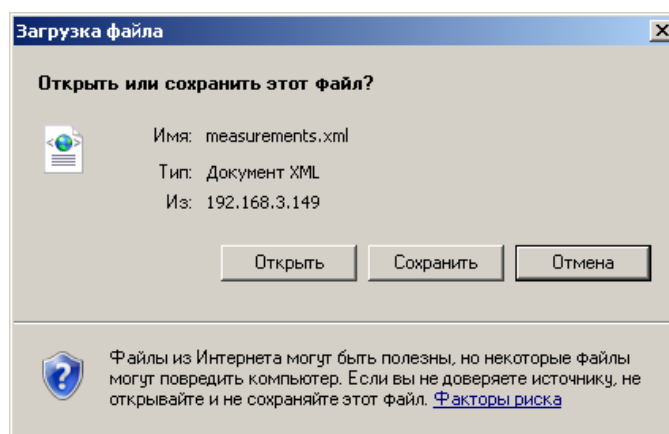 Загрузка файла
Открыть или сохранить этот файл?
Имя: measurements.xml
Тип: Документ XML
Из: 192.168.3.149
Открыть Сохранить Отмена
Файлы из Интернета могут быть полезны, но некоторые файлы
могут повредить компьютер. Если вы не доверяете источнику, не
открывайте и не сохраняйте этот файл. Факторы риска